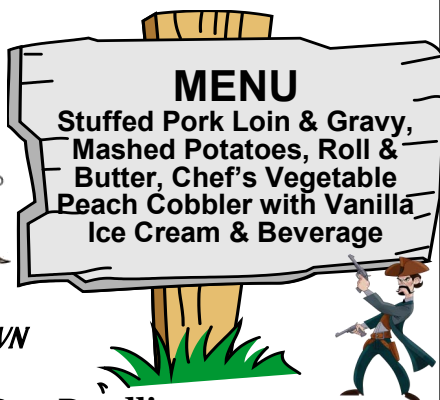 MENU
Stuffed Pork Loin & Gravy,
Mashed Potatoes, Roll &
Butter, Chef's Vegetable
Peach Cobbler with Vanilla
Ice Cream & Beverage